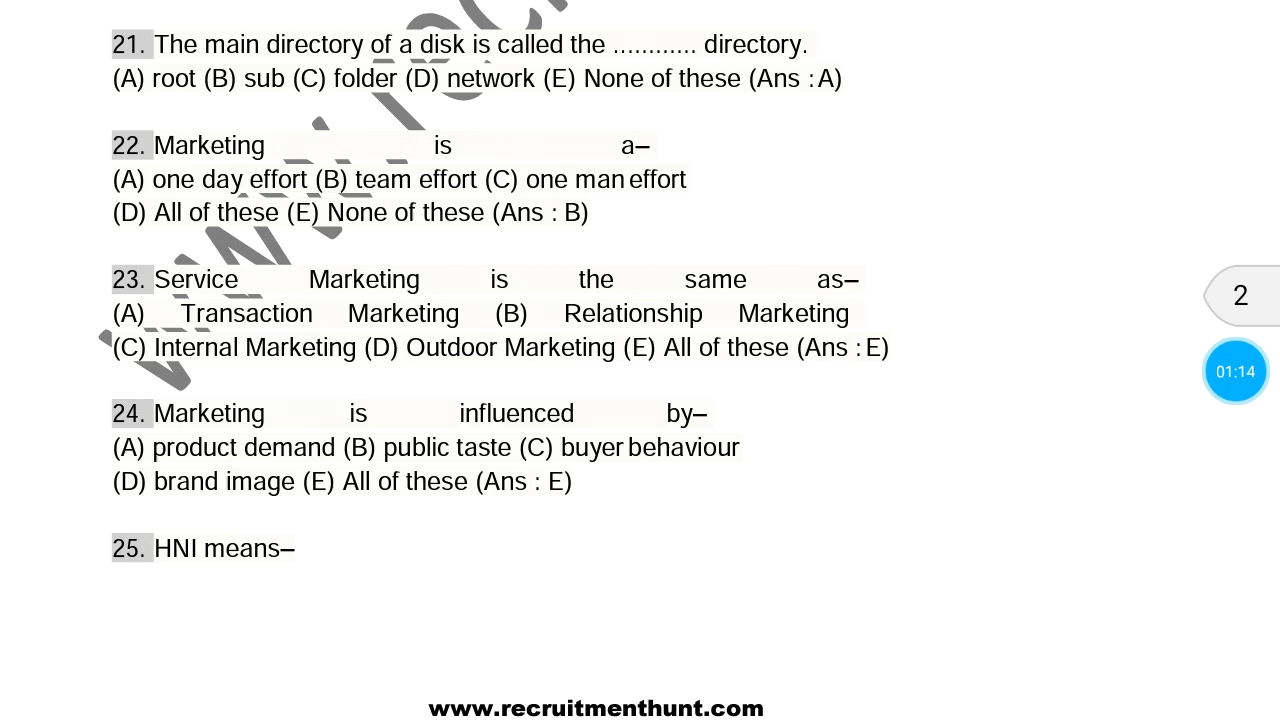 21. The main directory of a disk is called the ............ directory.
(A) root (B) sub (C) folder (D) network (E) None of these (Ans : A)
22. Marketing is a–
(A) one day effort (B) team effort (C) one man effort
(D) All of these (E) None of these (Ans : B)
23. Service Marketing is the same as–
(A) Transaction Marketing (B) Relationship Marketing
(C) Internal Marketing (D) Outdoor Marketing (E) All of these (Ans : E)
2
01:14
24. Marketing is influenced by–
(A) product demand (B) public taste (C) buyer behaviour
(D) brand image (E) All of these (Ans : E)
25. HNI means–
www.recruitmenthunt.com